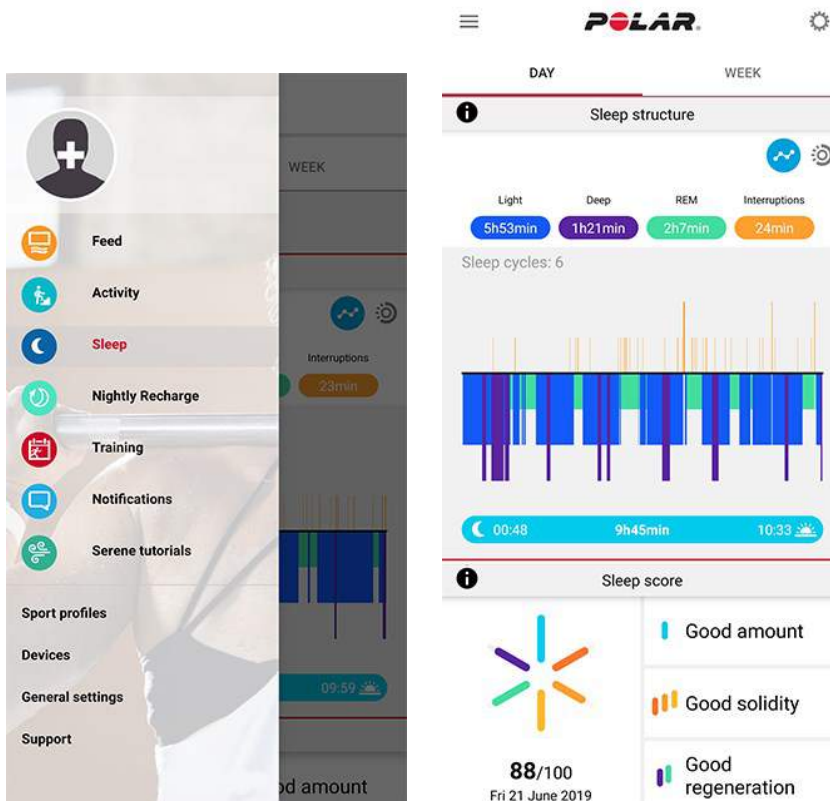 WEEK
Feed
Activity
Sleep
Interruptions
23min
Nightly Recharge
Training
Notifications
Serene tutorials
Sport profiles
Devices
General settings
09:59
Support
od amount
POLAR
DAY WEEK
Sleep structure
Light Deep REM Interruptions
5h53min 1h21min 2h7min 24min
Sleep cycles: 6
00:48 9h45min 10:33
Sleep score
Good amount
Good solidity
88/100
Fri 21 June 2019
Good
regeneration